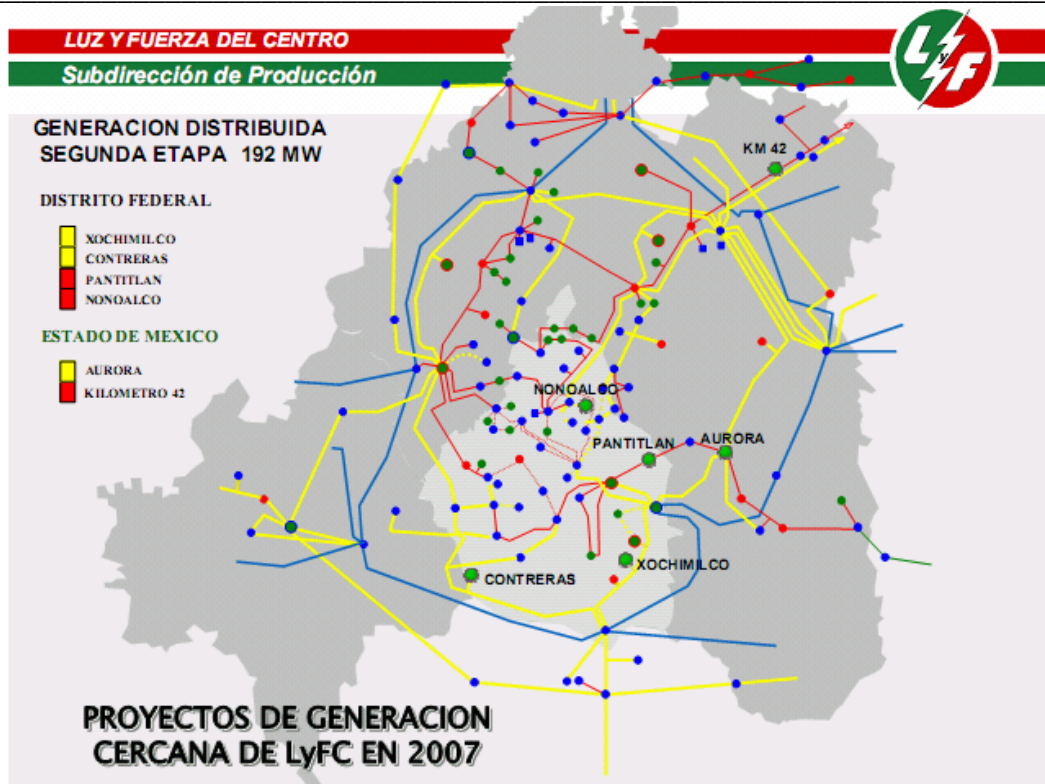 LUZ Y FUERZA DEL CENTRO
Subdirección de Producción
LyF
GENERACION DISTRIBUIDA
SEGUNDA ETAPA 192 MW
DISTRITO FEDERAL
XOCHIMILCO
CONTRERAS
PANTITLAN
NONOALCO
ESTADO DE MEXICO
AURORA
KILOMETRO 42
KM 42
NONOALCO
PANTITLAN
AURORA
XOCHIMILCO
CONTRERAS
PROYECTOS DE GENERACION
CERCANA DE LyFC EN 2007